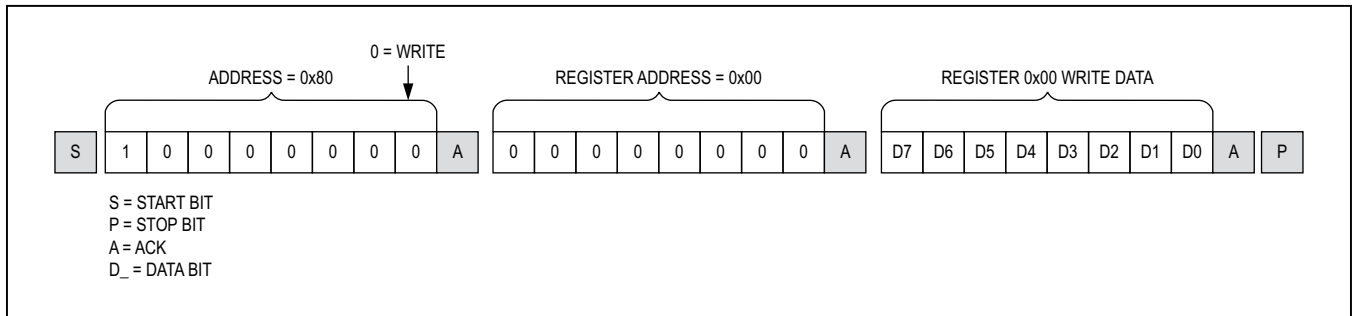 0 = WRITE
ADDRESS = 0x80 REGISTER ADDRESS = 0x00 REGISTER 0x00 WRITE DATA
S 1 0 0 0 0 0 0 0 A 0 0 0 0 0 0 0 0 A D7 D6 D5 D4 D3 D2 D1 D0 A P
S = START BIT
P = STOP BIT
A = ACK
D_ = DATA BIT